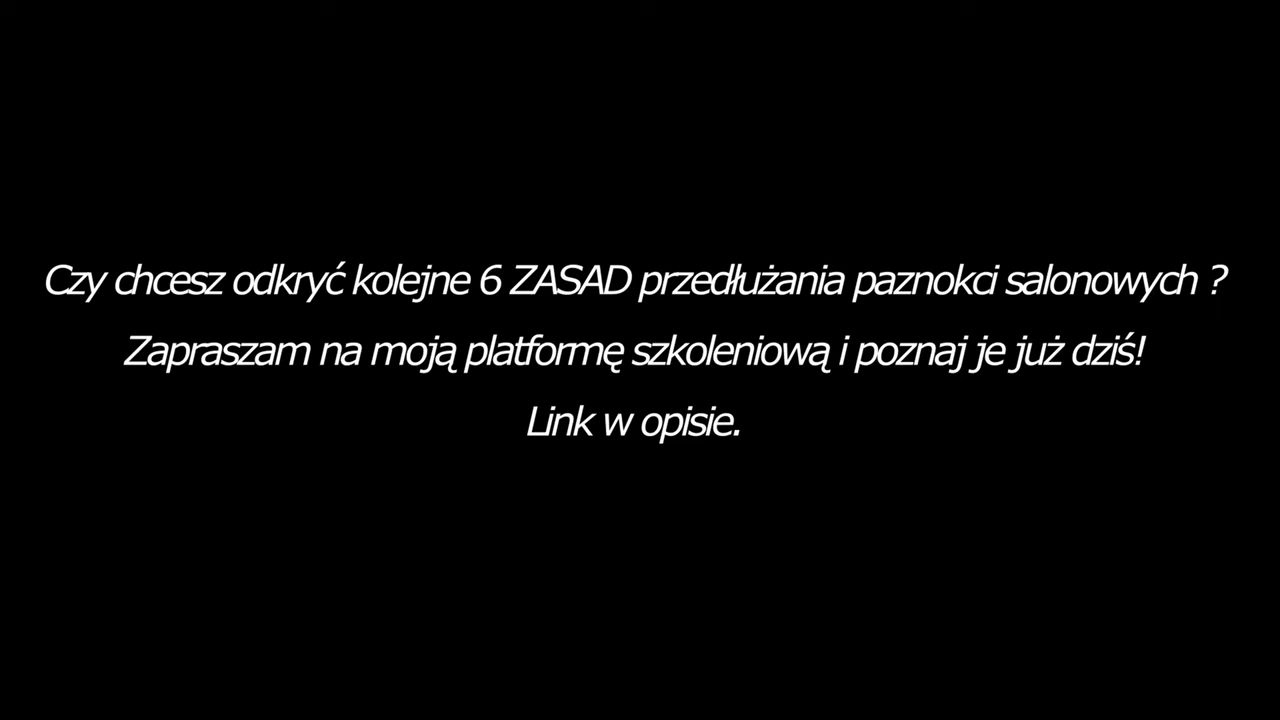 Czy chcesz odkryć kolejne 6 ZASAD przedłużania paznokci salonowych ?
Zapraszam na moją platformę szkoleniową i poznaj je już dziś!
Link w opisie.